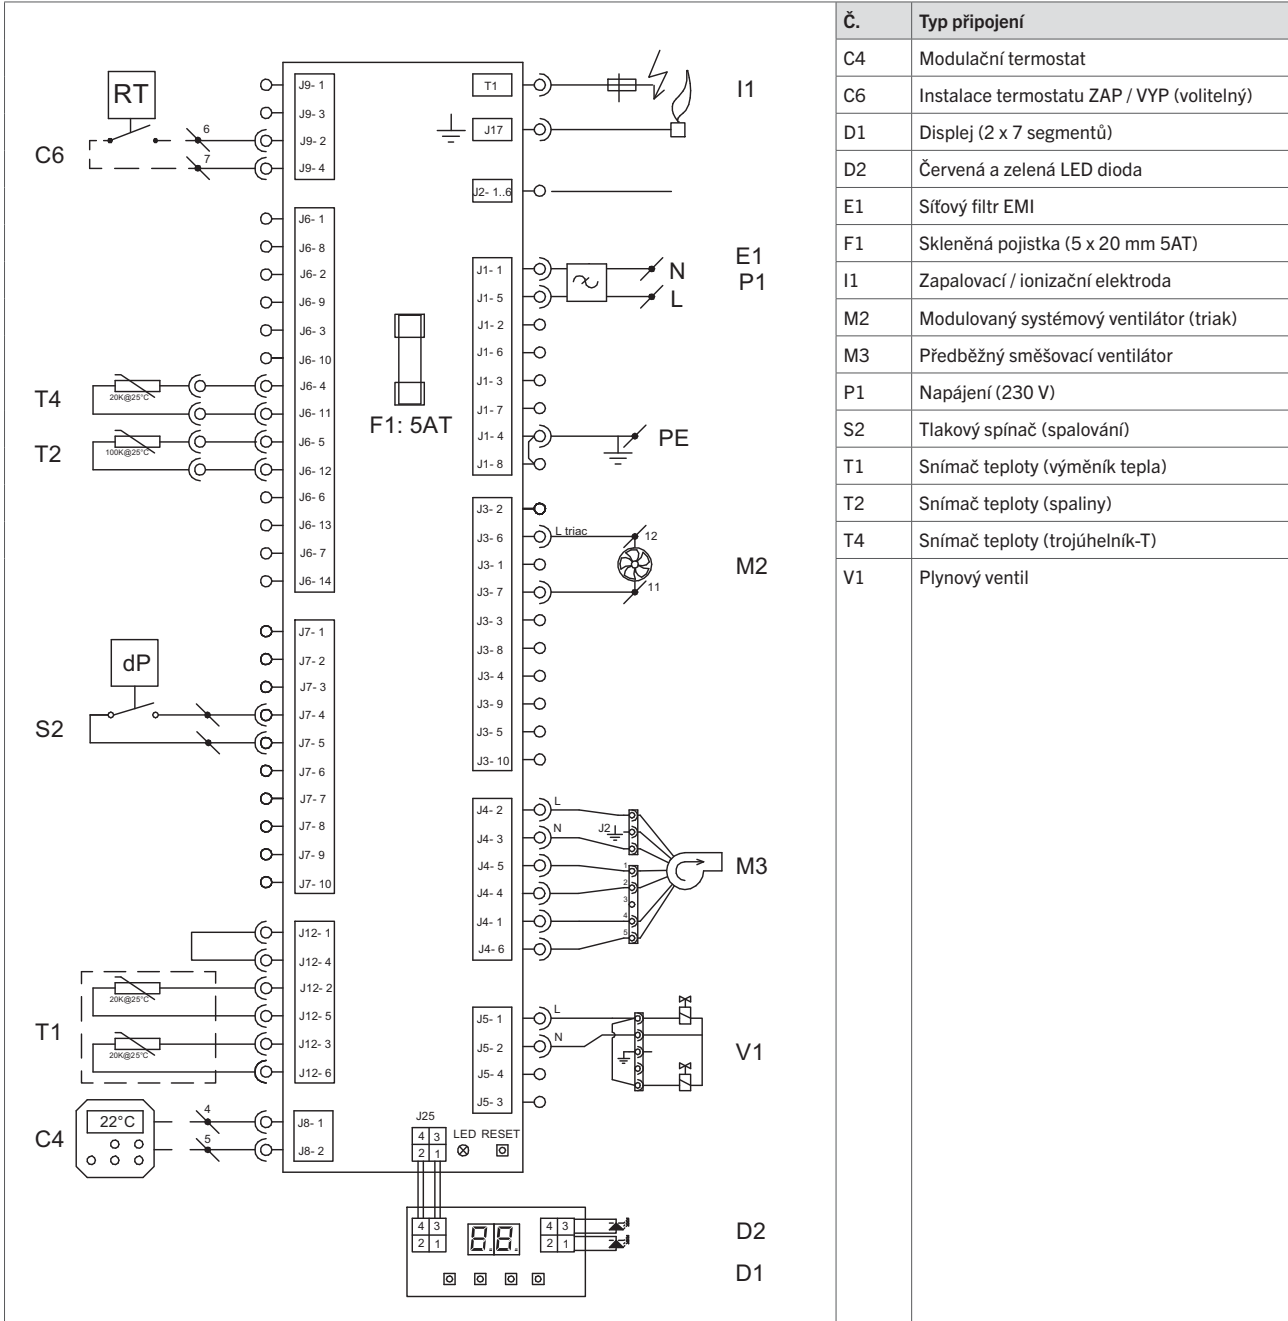 RT
6
7
C6
J9- 1
J9- 3
J9- 2
J9- 4
T1
J17
J2- 1..6
I1
J6- 1
J6- 8
J6- 2
J6- 9
J6- 3
J6- 10
J6- 4
J6- 11
J6- 5
J6- 12
J6- 6
J6- 13
J6- 7
J6- 14
20K@25°C
T4
100K@25°C
T2
F1: 5AT
J1- 1
J1- 5
J1- 2
J1- 6
J1- 3
J1- 7
J1- 4
J1- 8
N
L
E1
P1
PE
J3- 2
J3- 6
J3- 1
J3- 7
J3- 3
J3- 8
J3- 4
J3- 9
J3- 5
J3- 10
L triac
12
11
M2
dP
S2
J7- 1
J7- 2
J7- 3
J7- 4
J7- 5
J7- 6
J7- 7
J7- 8
J7- 9
J7- 10
J4- 2
J4- 3
J4- 5
J4- 4
J4- 1
J4- 6
L
N
J2
1
2
3
4
5
M3
J12- 1
J12- 4
J12- 2
J12- 5
J12- 3
J12- 6
20K@25°C
20K@25°C
T1
J5- 1
J5- 2
J5- 4
J5- 3
L
N
V1
22°C
4
5
C4
J8- 1
J8- 2
J25
4 3
2 1
LED RESET
4 3
2 1
8.8.
4 3
2 1
D2
D1
Č. Typ připojení
C4 Modulační termostat
C6 Instalace termostatu ZAP / VYP (volitelný)
D1 Displej (2 x 7 segmentů)
D2 Červená a zelená LED dioda
E1 Síťový filtr EMI
F1 Skleněná pojistka (5 x 20 mm 5AT)
I1 Zapalovací / ionizační elektroda
M2 Modulovaný systémový ventilátor (triak)
M3 Předběžný směšovací ventilátor
P1 Napájení (230 V)
S2 Tlakový spínač (spalování)
T1 Snímač teploty (výměník tepla)
T2 Snímač teploty (spaliny)
T4 Snímač teploty (trojúhelník-T)
V1 Plynový ventil